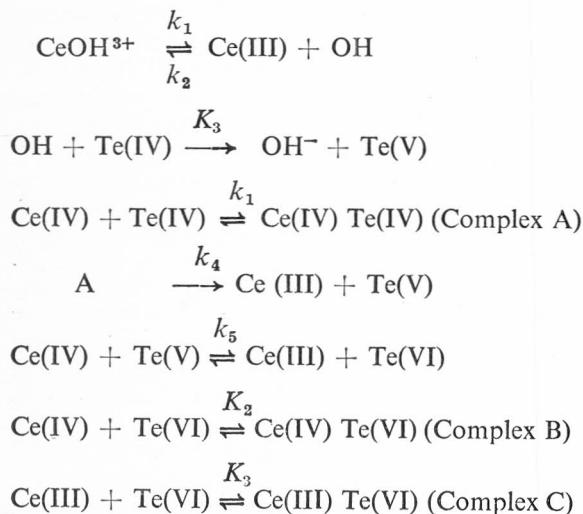 k₁
CeOH³⁺ ⇌ Ce(III) + OH
k₂
K₃
OH + Te(IV) ⟶ OH⁻ + Te(V)
k₁
Ce(IV) + Te(IV) ⇌ Ce(IV) Te(IV) (Complex A)
k₄
A ⟶ Ce (III) + Te(V)
k₅
Ce(IV) + Te(V) ⇌ Ce(III) + Te(VI)
K₂
Ce(IV) + Te(VI) ⇌ Ce(IV) Te(VI) (Complex B)
K₃
Ce(III) + Te(VI) ⇌ Ce(III) Te(VI) (Complex C)